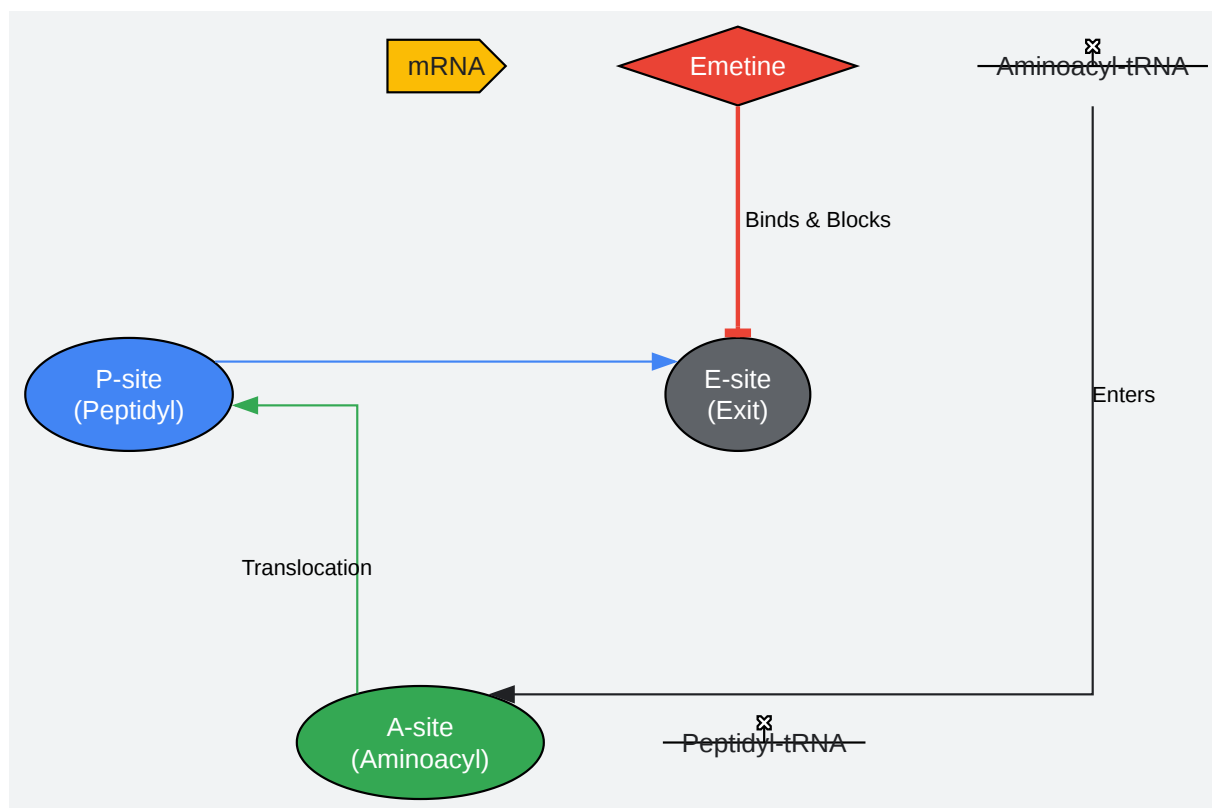 mRNA
Emetine
Aminoacyl-tRNA
Binds & Blocks
P-site
(Peptidyl)
E-site
(Exit)
Enters
Translocation
A-site
(Aminoacyl)
Peptidyl-tRNA